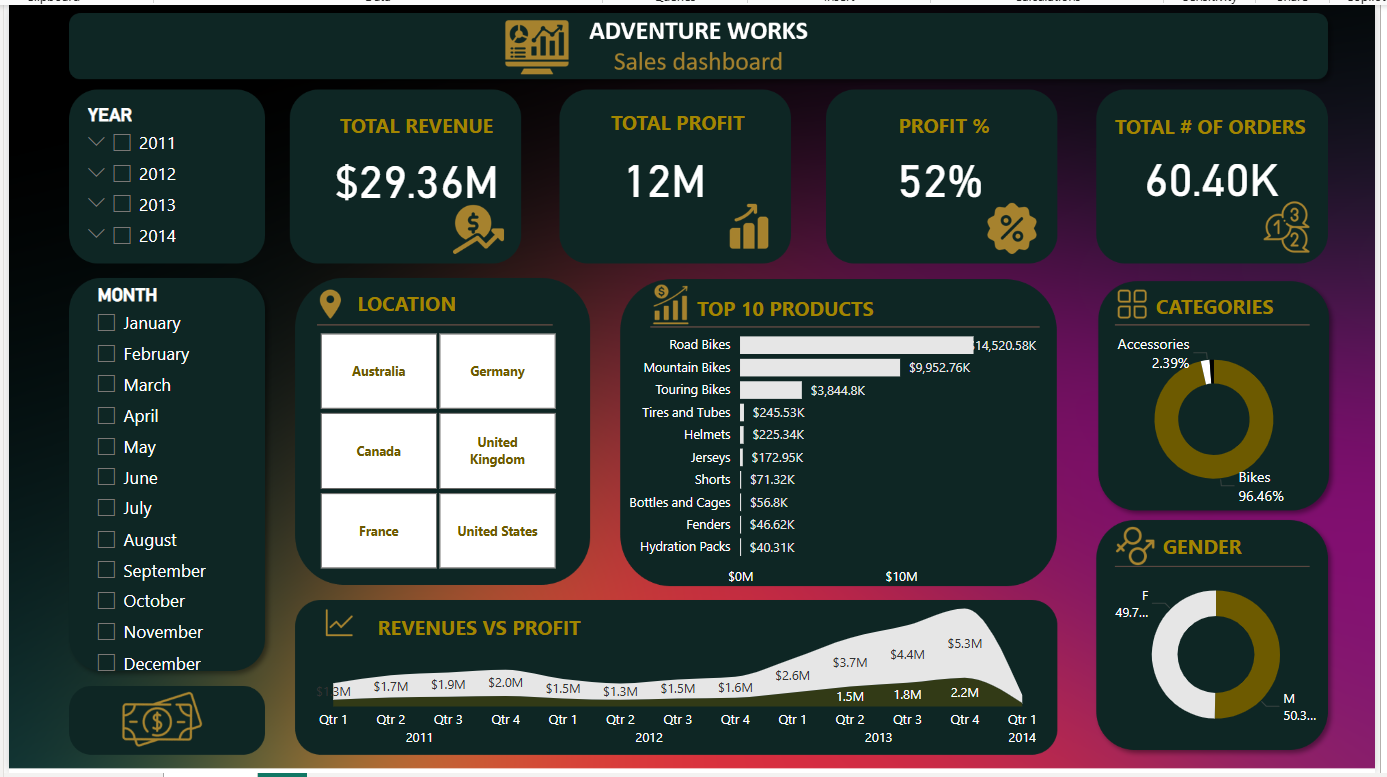 ADVENTURE WORKS
Sales dashboard
YEAR
2011
2012
2013
2014
TOTAL REVENUE
$29.36M
TOTAL PROFIT
12M
PROFIT %
52%
TOTAL # OF ORDERS
60.40K
MONTH
January
February
March
April
May
June
July
August
September
October
November
December
LOCATION
Australia
Germany
Canada
United
Kingdom
France
United States
TOP 10 PRODUCTS
Road Bikes
14,520.58K
Mountain Bikes
$9,952.76K
Touring Bikes
$3,844.8K
Tires and Tubes
$245.53K
Helmets
$225.34K
Jerseys
$172.95K
Shorts
$71.32K
Bottles and Cages
$56.8K
Fenders
$46.62K
Hydration Packs
$40.31K
$0M
$10M
CATEGORIES
Accessories
2.39%
Bikes
96.46%
GENDER
F
49.7...
M
50.3...
REVENUES VS PROFIT
$1.7M
$1.9M
$2.0M
$1.5M
$1.3M
$1.5M
$1.6M
$2.6M
$3.7M
$4.4M
$5.3M
1.5M
1.8M
2.2M
Qtr 1
Qtr 2
Qtr 3
Qtr 4
Qtr 1
Qtr 2
Qtr 3
Qtr 4
Qtr 1
Qtr 2
Qtr 3
Qtr 4
Qtr 1
2011
2012
2013
2014